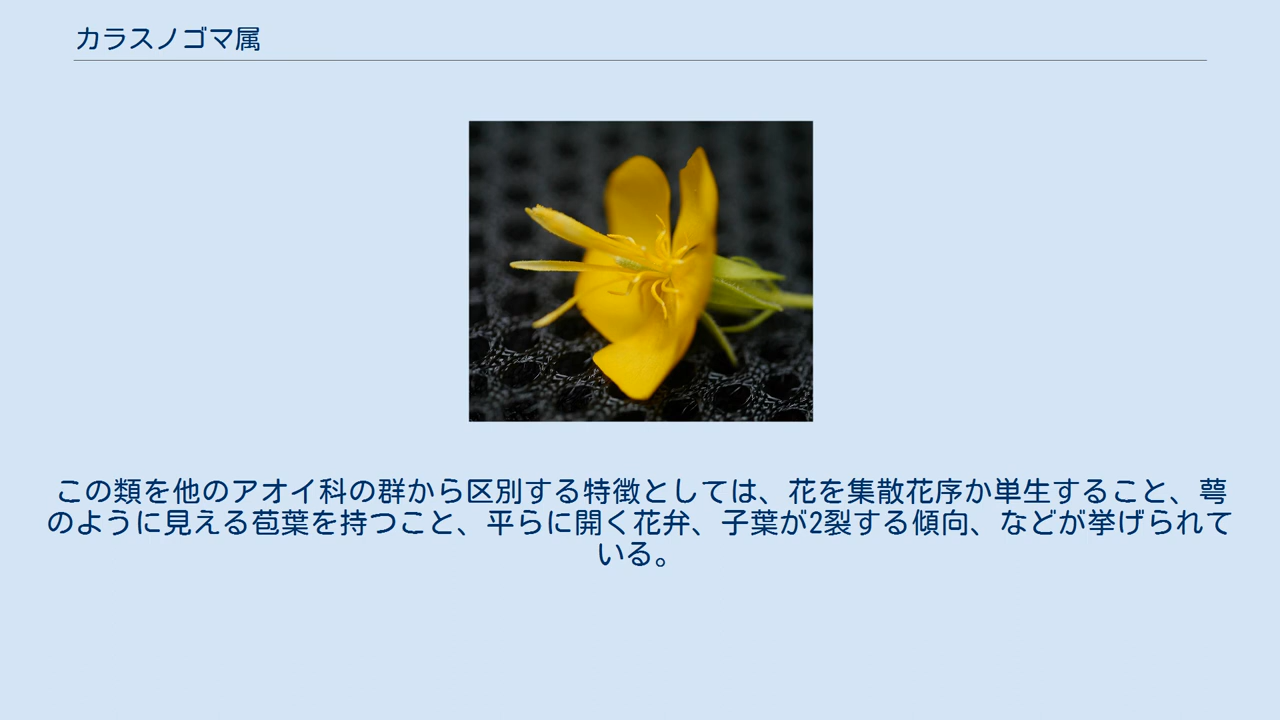 カラスノゴマ属
この類を他のアオイ科の群から区別する特徴としては、花を集散花序か単生すること、萼
のように見える苞葉を持つこと、平らに開く花弁、子葉が2裂する傾向、などが挙げられて
いる。